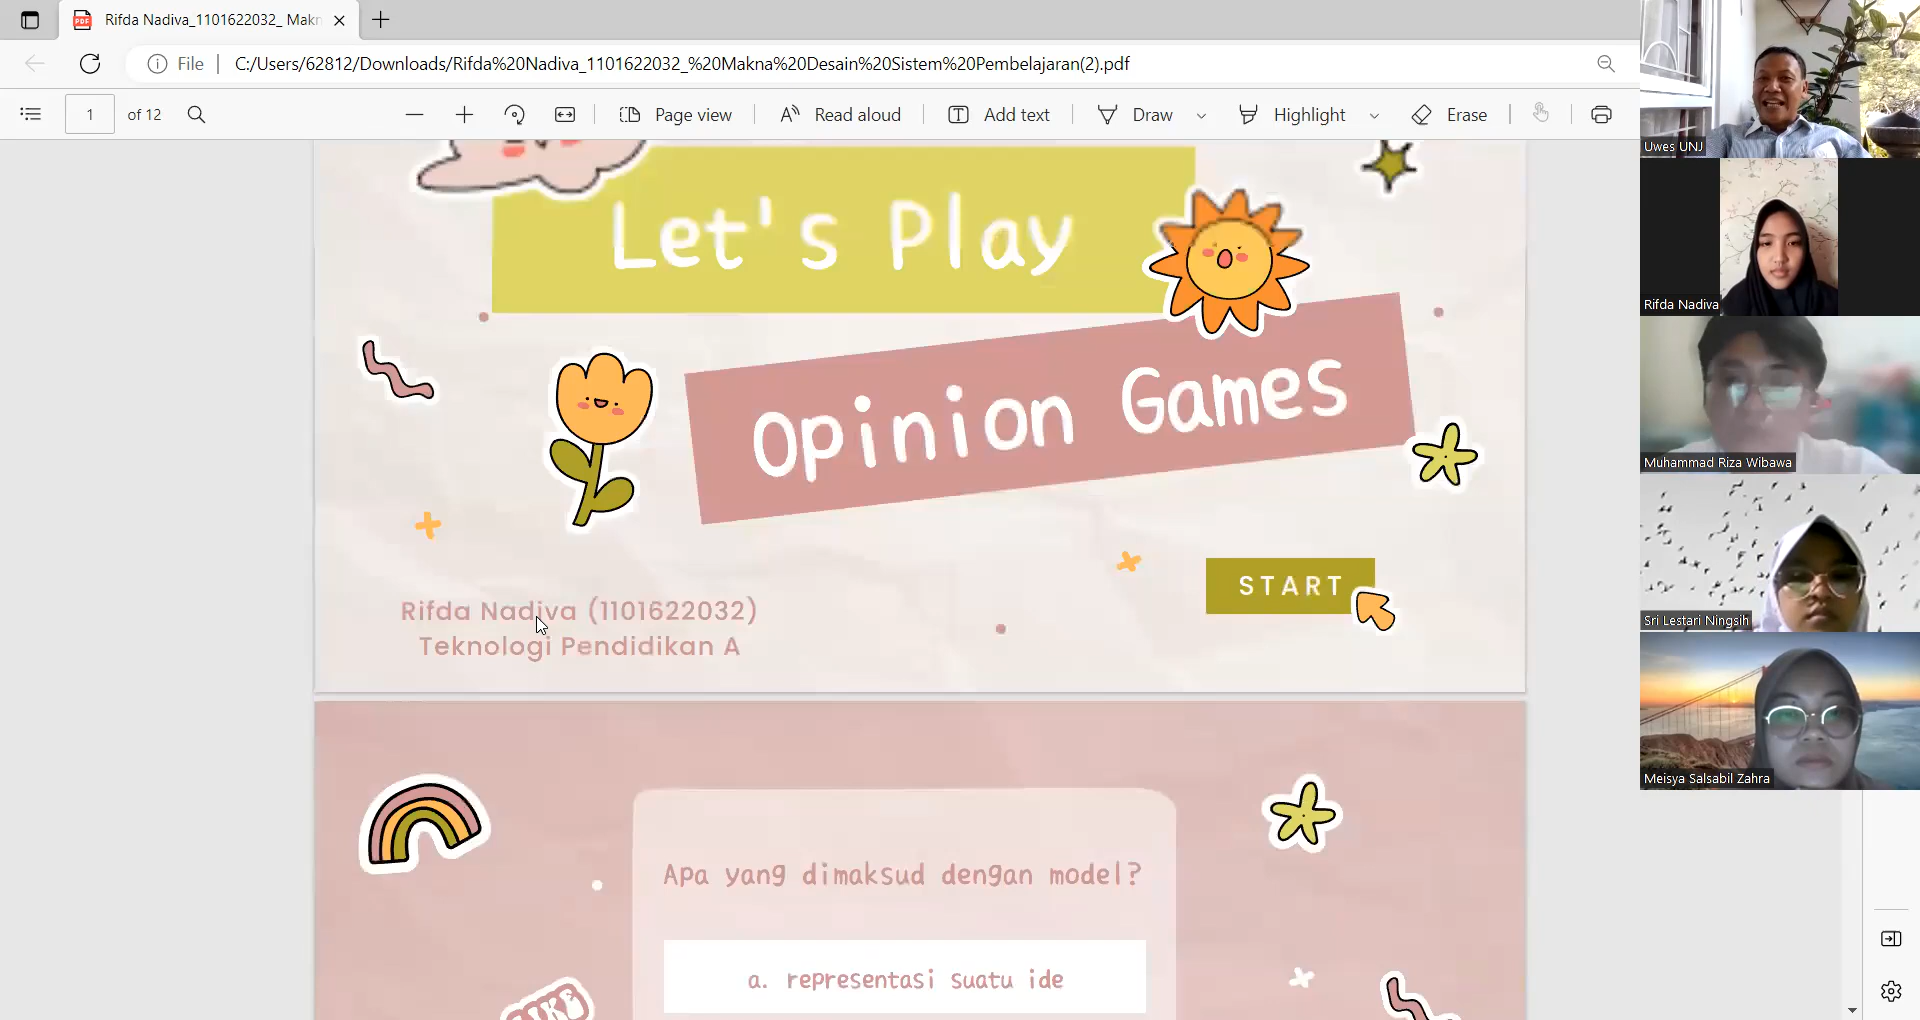 Rifda Nadiva_1101622032_ Makn
File
C:/Users/62812/Downloads/Rifda%20Nadiva_1101622032_%20Makna%20Desain%20Sistem%20Pembelajaran(2).pdf
1 of 12
Page view
Read aloud
Add text
Draw
Highlight
Erase
Let's Play
Opinion Games
START
Rifda Nadiva (1101622032)
Teknologi Pendidikan A
Apa yang dimaksud dengan model?
a. representasi suatu ide
Uwes UNJ
Rifda Nadiva
Muhammad Riza Wibawa
Sri Lestari Ningsih
Meisya Salsabil Zahra